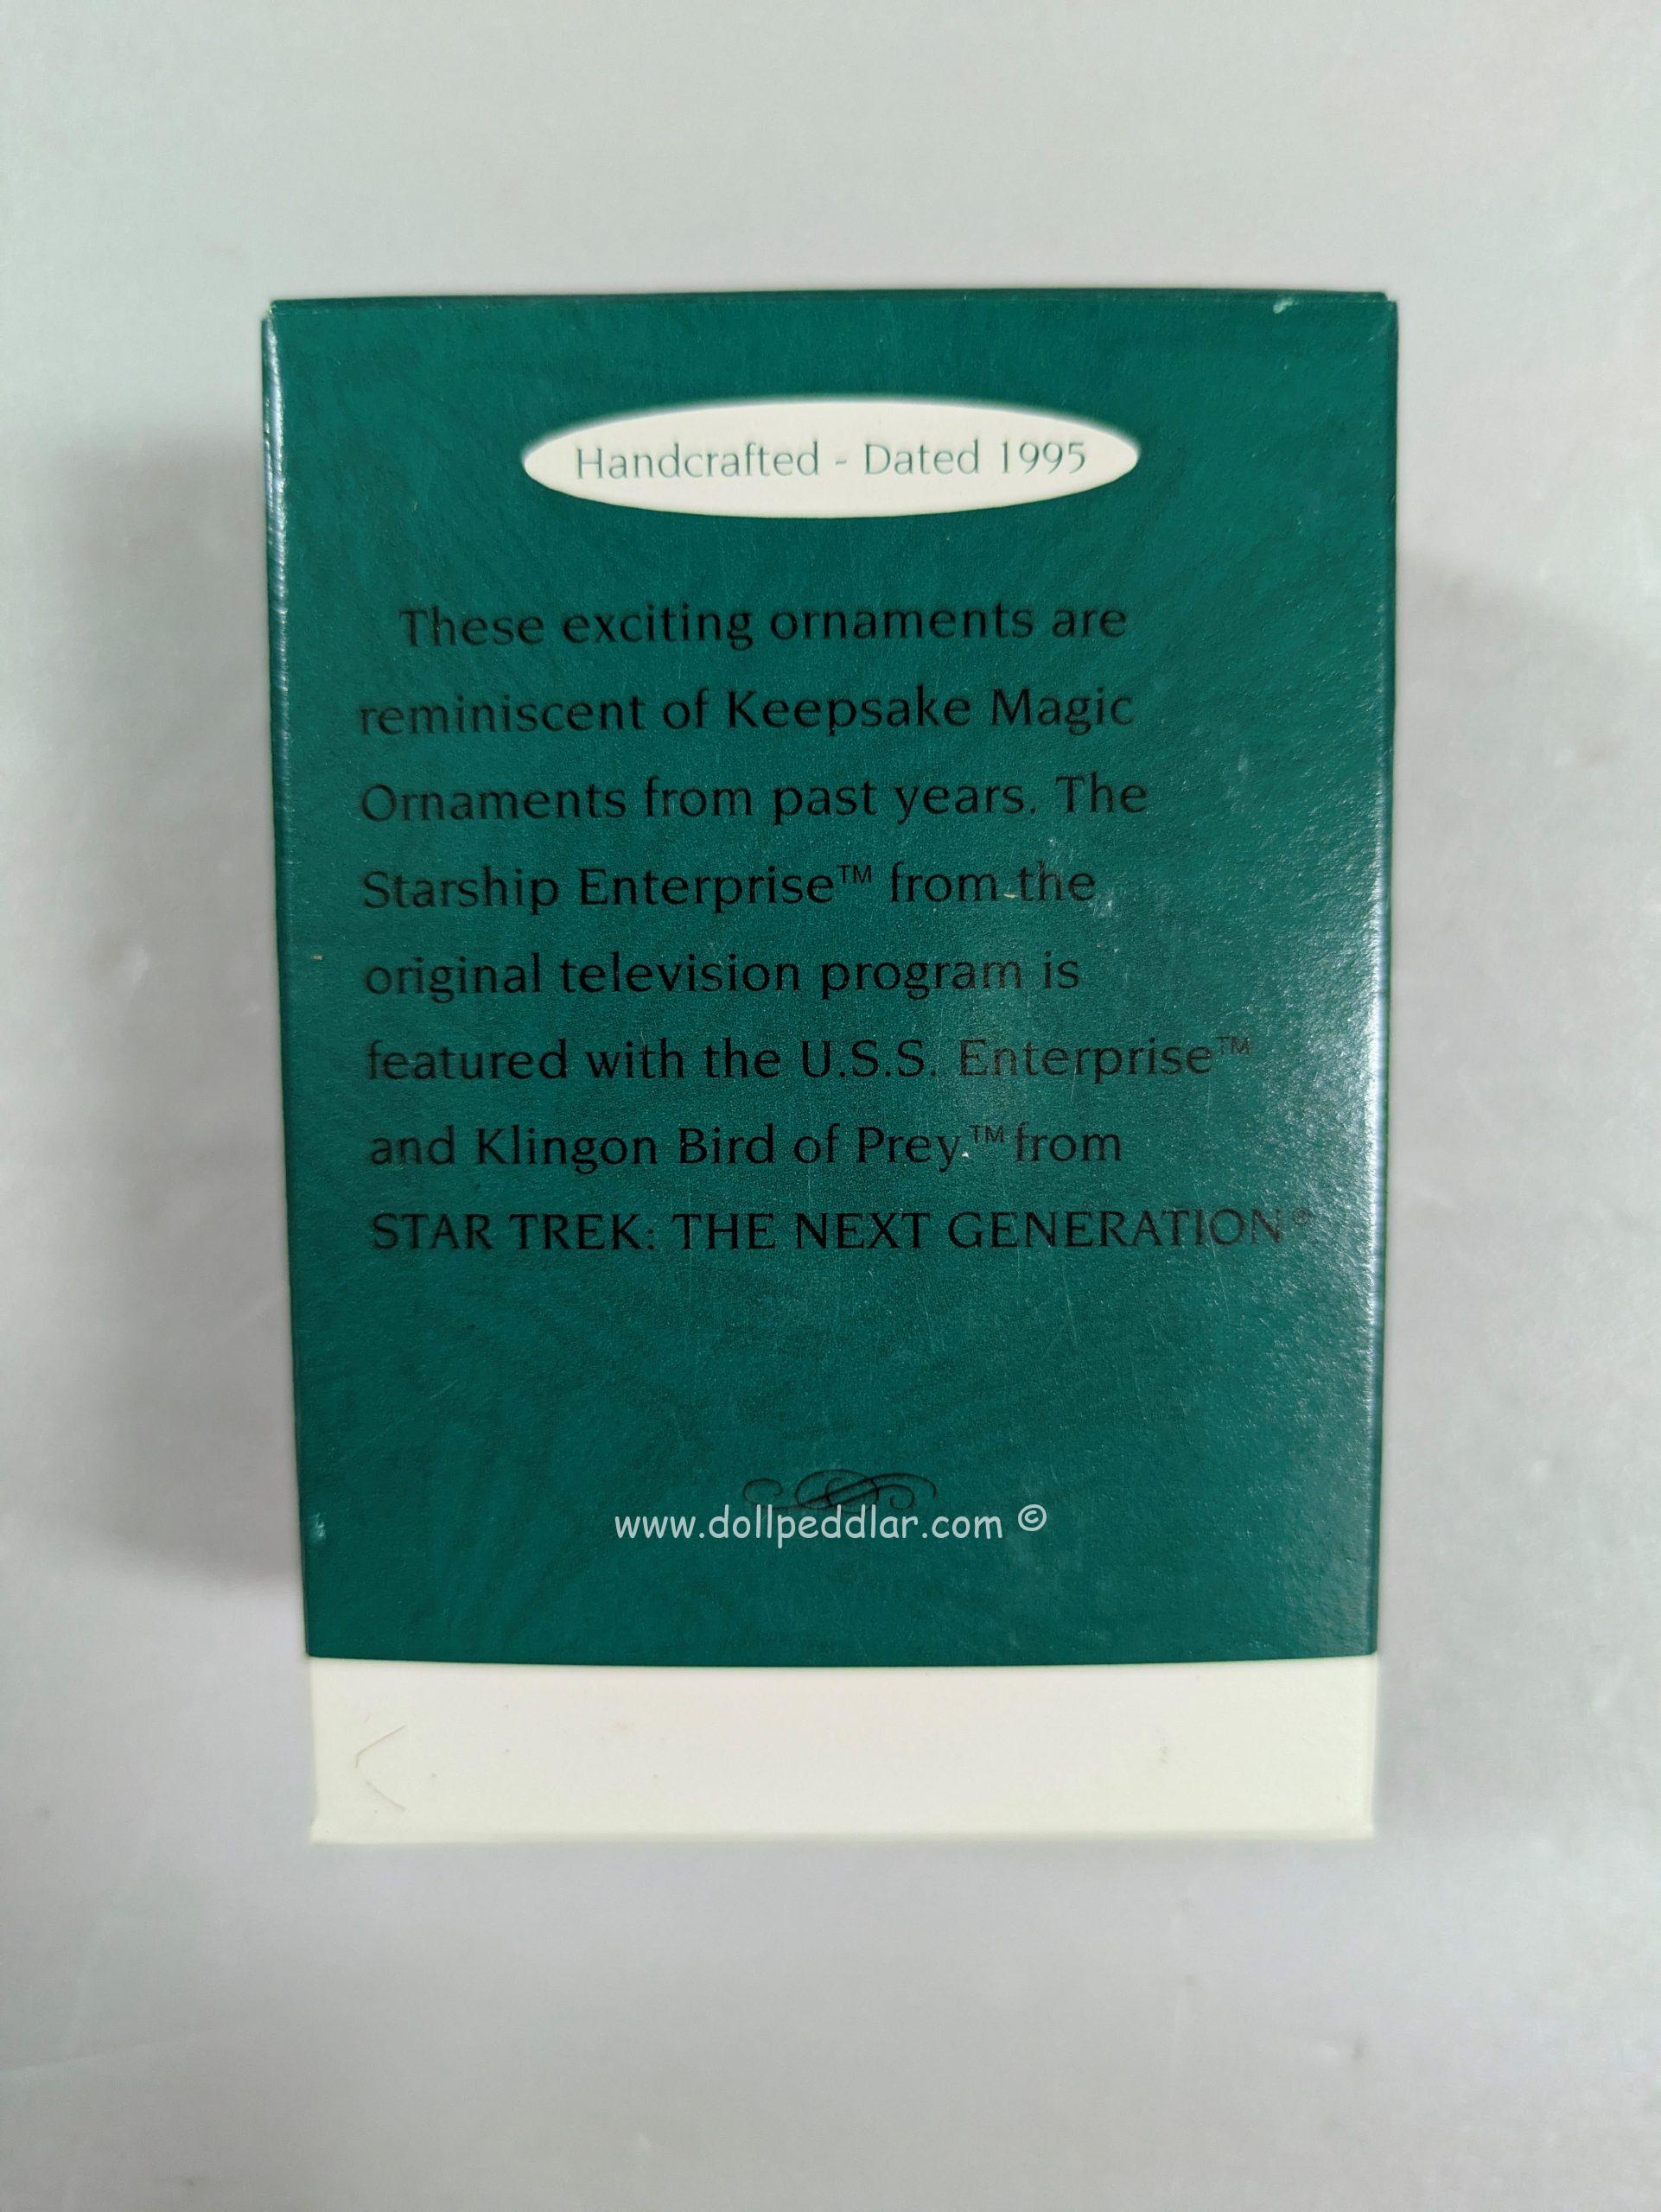 Handcrafted - Dated 1995
These exciting ornaments are
reminiscent of Keepsake Magic
Ornaments from past years. The
Starship Enterprise™ from the
original television program is
featured with the U.S.S. Enterprise™
and Klingon Bird of Prey™ from
STAR TREK: THE NEXT GENERATION®
www.dollpeddlar.com ©